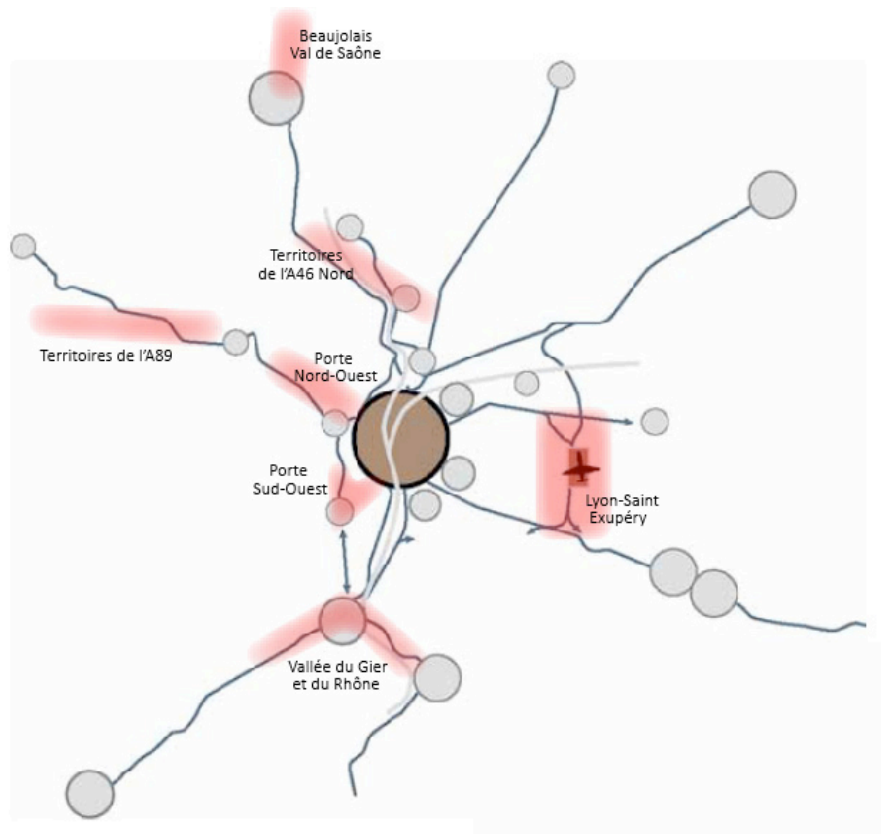 Beaujolais
Val de Saône
Territoires
de l'A46 Nord
Territoires de l'A89
Porte
Nord-Ouest
Porte
Sud-Ouest
Lyon-Saint
Exupéry
Vallée du Gier
et du Rhône